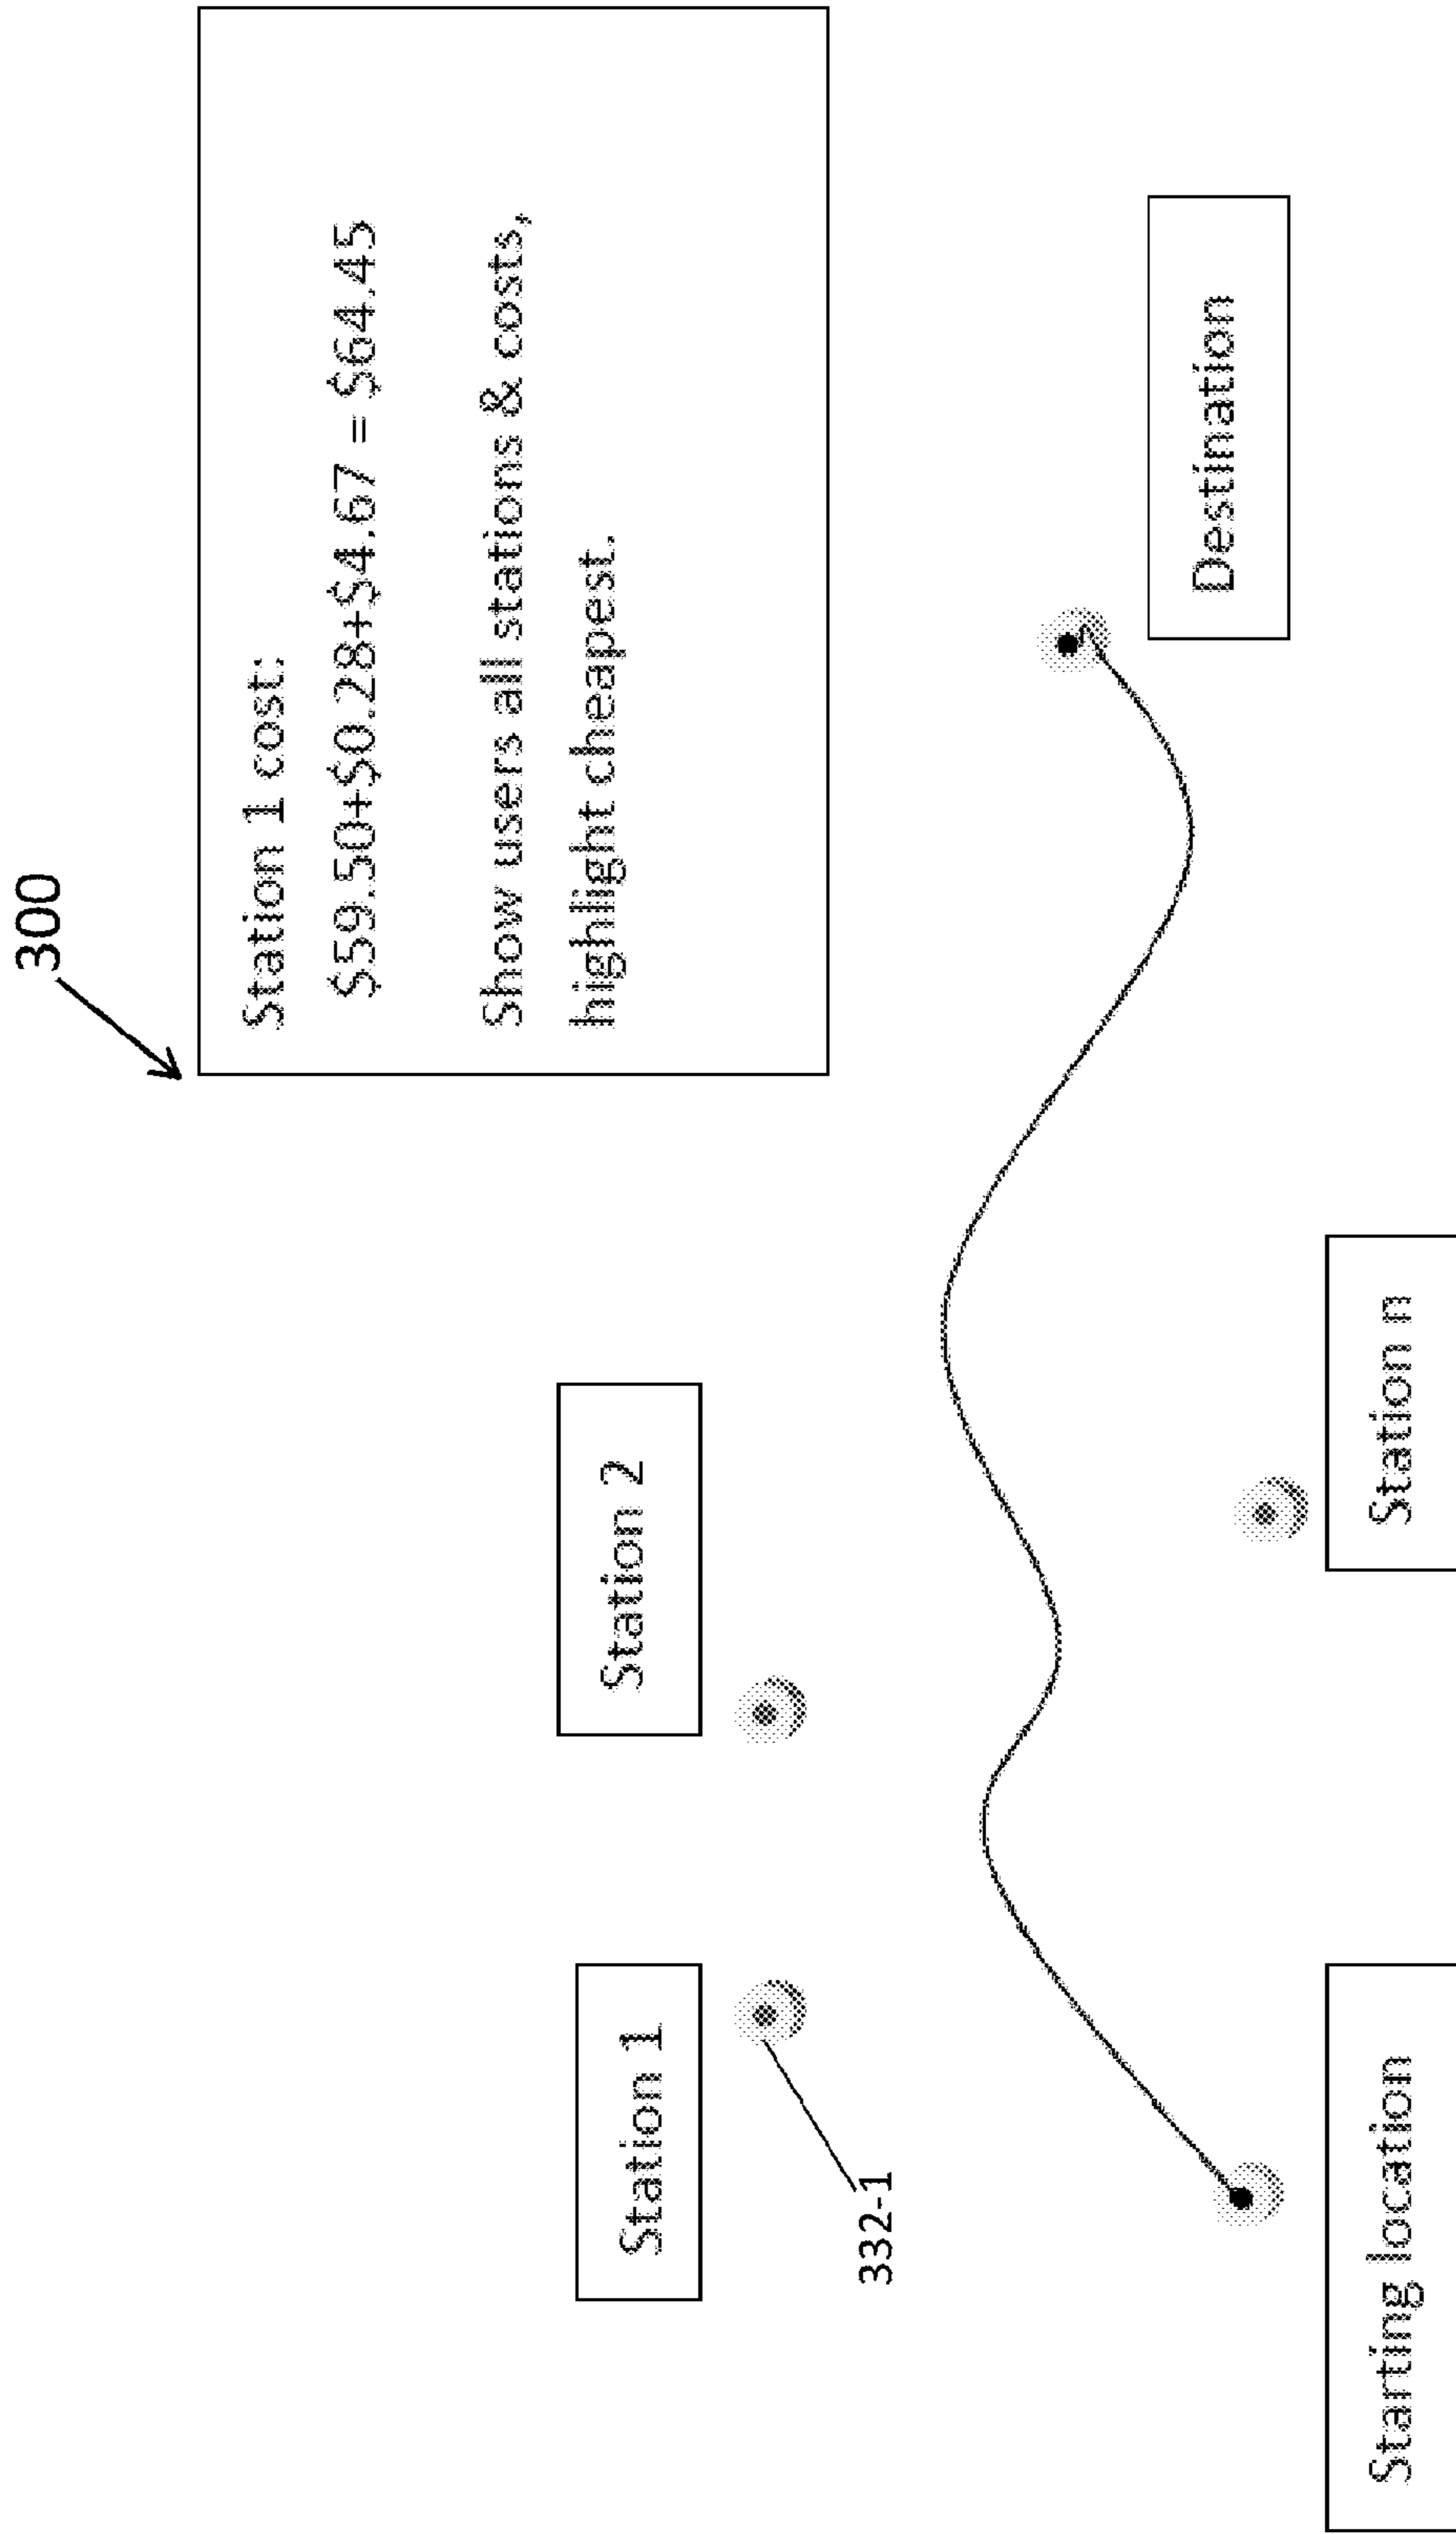 300
Station 1 cost:
$59.50+$0.28+$4.67 = $64.45
Show users all stations & costs,
highlight cheapest.
Station 1
Station 2
332-1
Destination
Starting location
Station n